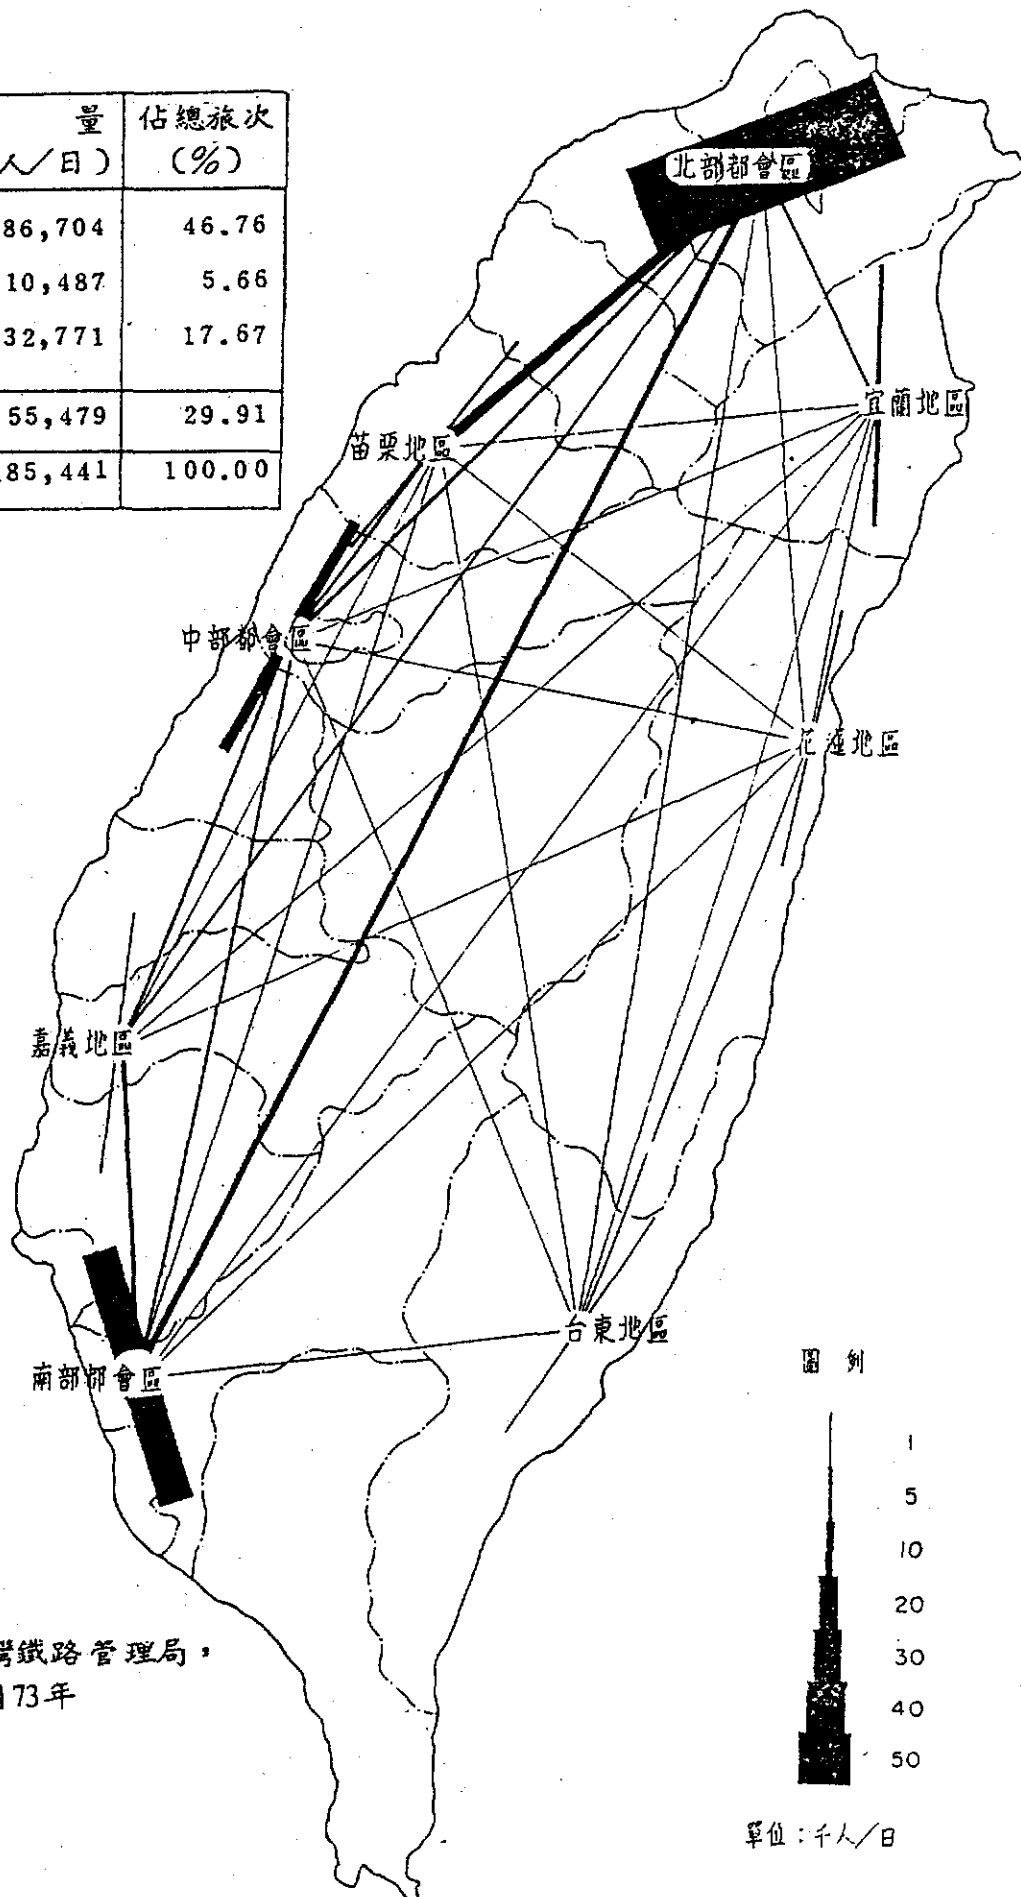 量 佔總旅次
人/日) (%)
86,704 46.76
10,487 5.66
32,771 17.67
55,479 29.91
185,441 100.00
北部都會區
宜蘭地區
苗栗地區
中部都會區
花蓮地區
嘉義地區
台東地區
南部都會區
圖例
1
5
10
20
30
40
50
單位:千人/日
灣鐵路管理局,
73年